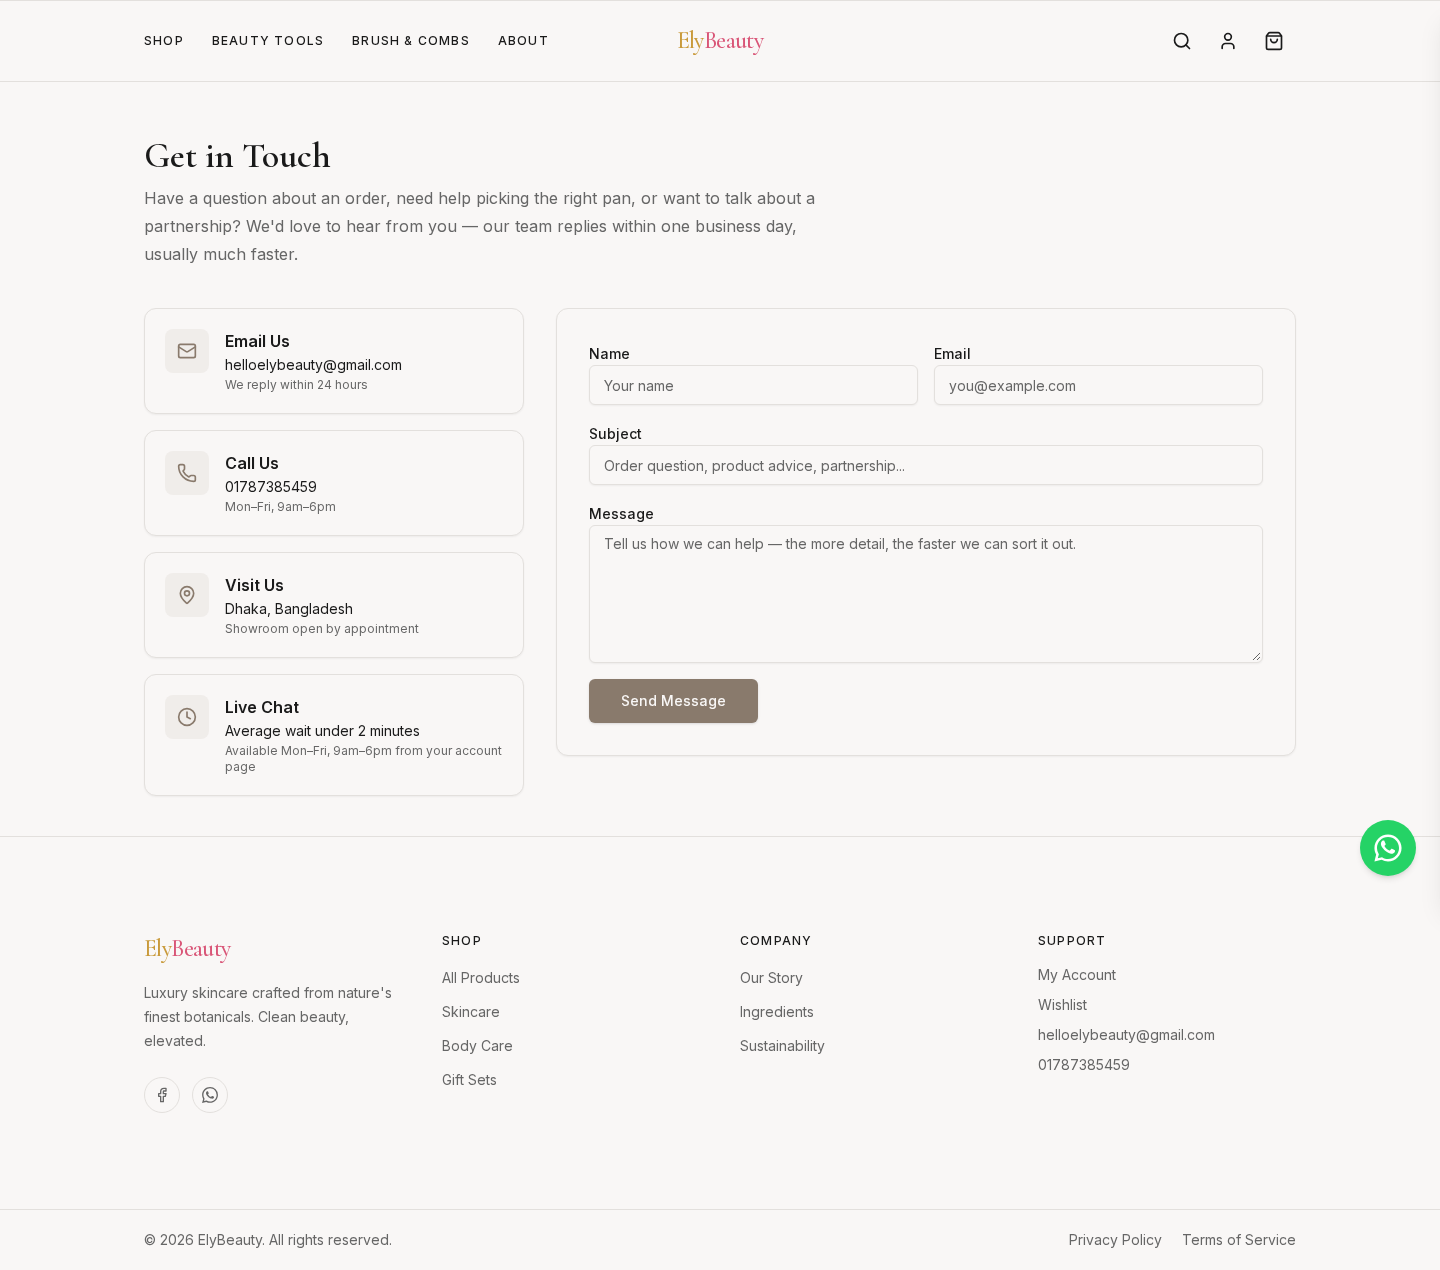 SHOP
BEAUTY TOOLS
BRUSH & COMBS
ABOUT
ElyBeauty
Get in Touch
Have a question about an order, need help picking the right pan, or want to talk about a
partnership? We'd love to hear from you — our team replies within one business day,
usually much faster.
Email Us
helloelybeauty@gmail.com
We reply within 24 hours
Call Us
01787385459
Mon–Fri, 9am–6pm
Visit Us
Dhaka, Bangladesh
Showroom open by appointment
Live Chat
Average wait under 2 minutes
Available Mon–Fri, 9am–6pm from your account
page
Name
Your name
Email
you@example.com
Subject
Order question, product advice, partnership...
Message
Tell us how we can help — the more detail, the faster we can sort it out.
Send Message
ElyBeauty
Luxury skincare crafted from nature's
finest botanicals. Clean beauty,
elevated.
SHOP
All Products
Skincare
Body Care
Gift Sets
COMPANY
Our Story
Ingredients
Sustainability
SUPPORT
My Account
Wishlist
helloelybeauty@gmail.com
01787385459
© 2026 ElyBeauty. All rights reserved.
Privacy Policy
Terms of Service